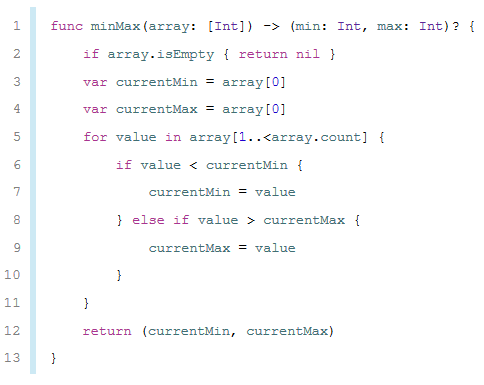 1 func minMax(array: [Int]) -> (min: Int, max: Int)? {
2 if array.isEmpty { return nil }
3 var currentMin = array[0]
4 var currentMax = array[0]
5 for value in array[1..<array.count] {
6 if value < currentMin {
7 currentMin = value
8 } else if value > currentMax {
9 currentMax = value
10 }
11 }
12 return (currentMin, currentMax)
13 }